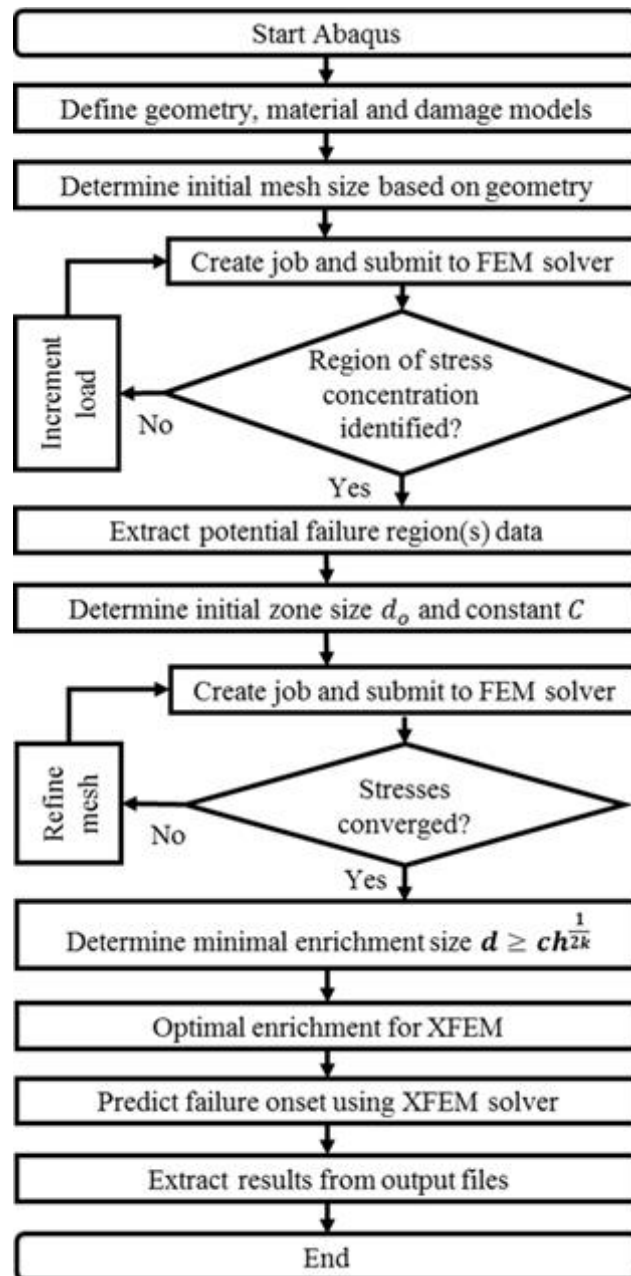 Start Abaqus
Define geometry, material and damage models
Determine initial mesh size based on geometry
Create job and submit to FEM solver
Increment
load
Region of stress
concentration
identified?
No
Yes
Extract potential failure region(s) data
Determine initial zone size $d_o$ and constant $C$
Create job and submit to FEM solver
Refine
mesh
Stresses
converged?
No
Yes
Determine minimal enrichment size $d \geq ch^{\frac{1}{2k}}$
Optimal enrichment for XFEM
Predict failure onset using XFEM solver
Extract results from output files
End